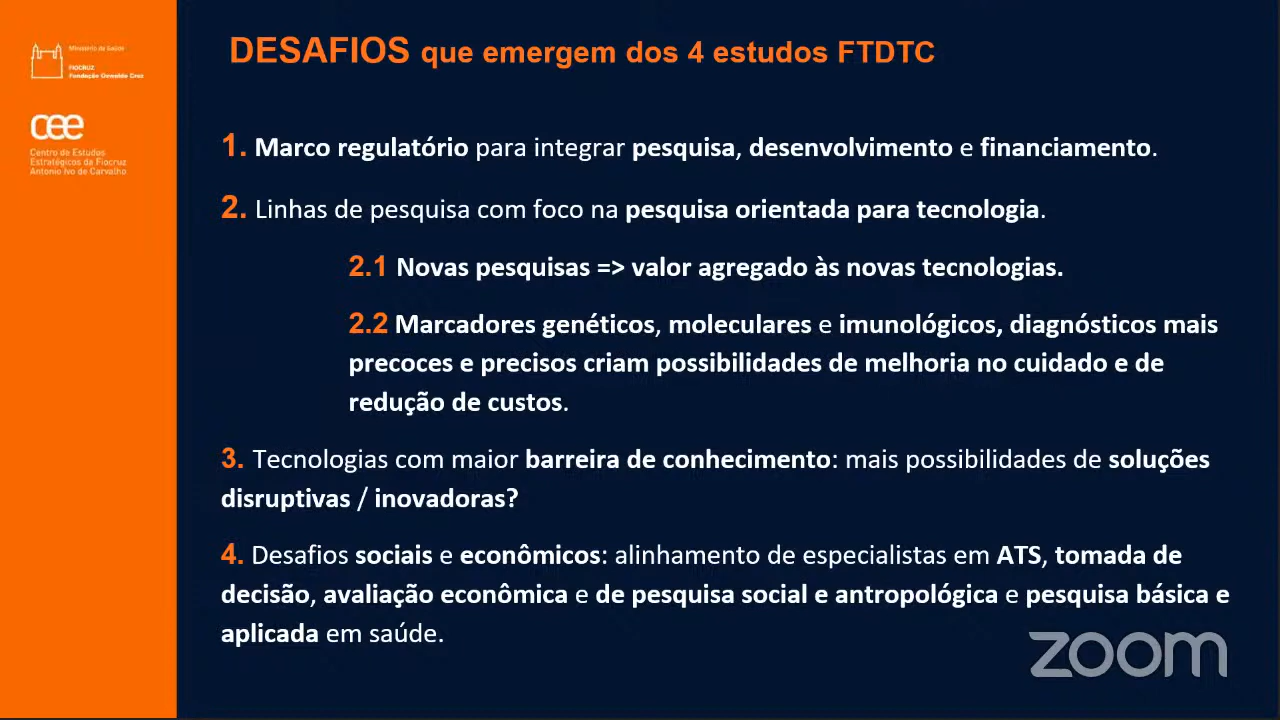 Ministério da Saúde
FIOCRUZ
Fundação Oswaldo Cruz
cee
Centro de Estudos
Estratégicos da Fiocruz
Antonio Ivo de Carvalho
DESAFIOS que emergem dos 4 estudos FTDTC
1. Marco regulatório para integrar pesquisa, desenvolvimento e financiamento.
2. Linhas de pesquisa com foco na pesquisa orientada para tecnologia.
2.1 Novas pesquisas => valor agregado às novas tecnologias.
2.2 Marcadores genéticos, moleculares e imunológicos, diagnósticos mais
precoces e precisos criam possibilidades de melhoria no cuidado e de
redução de custos.
3. Tecnologias com maior barreira de conhecimento: mais possibilidades de soluções
disruptivas / inovadoras?
4. Desafios sociais e econômicos: alinhamento de especialistas em ATS, tomada de
decisão, avaliação econômica e de pesquisa social e antropológica e pesquisa básica e
aplicada em saúde.
zoom